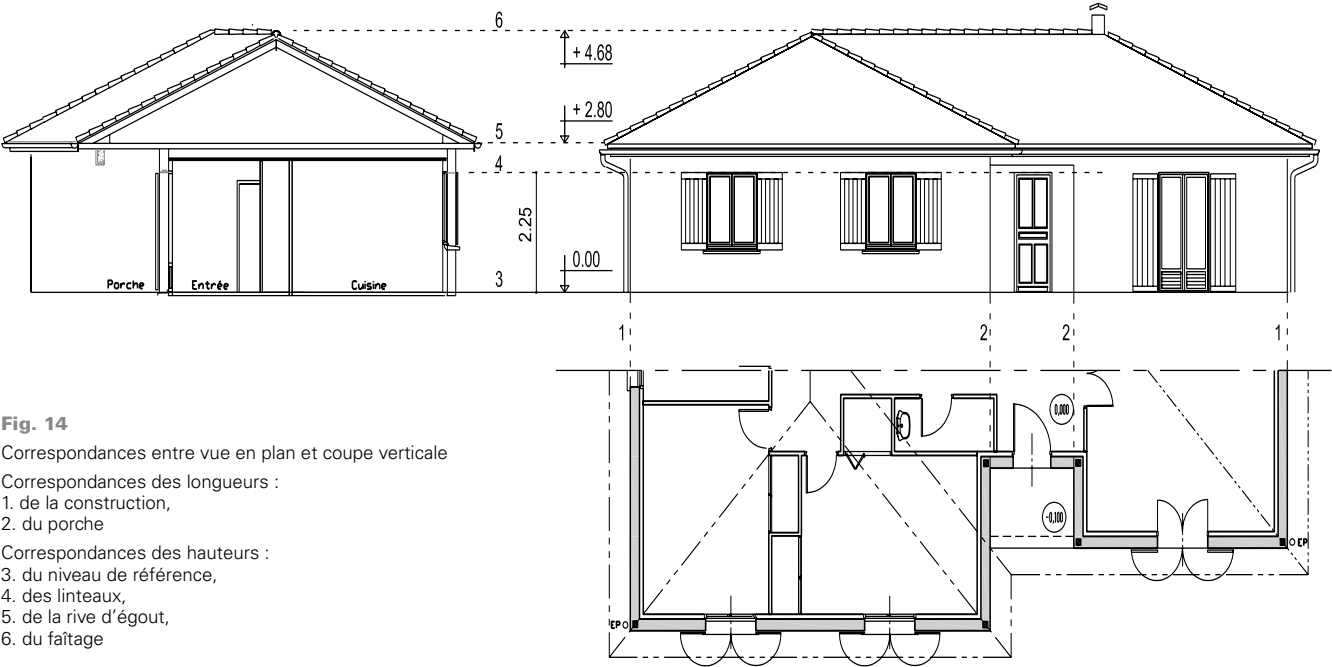 6
+ 4.68
+ 2.80
5
4
2.25
0.00
3
Porche Entrée Cuisine
1 2 2 1
Fig. 14
Correspondances entre vue en plan et coupe verticale
Correspondances des longueurs :
1. de la construction,
2. du porche
Correspondances des hauteurs :
3. du niveau de référence,
4. des linteaux,
5. de la rive d'égout,
6. du faîtage
0,000
-0,100
EP
EP